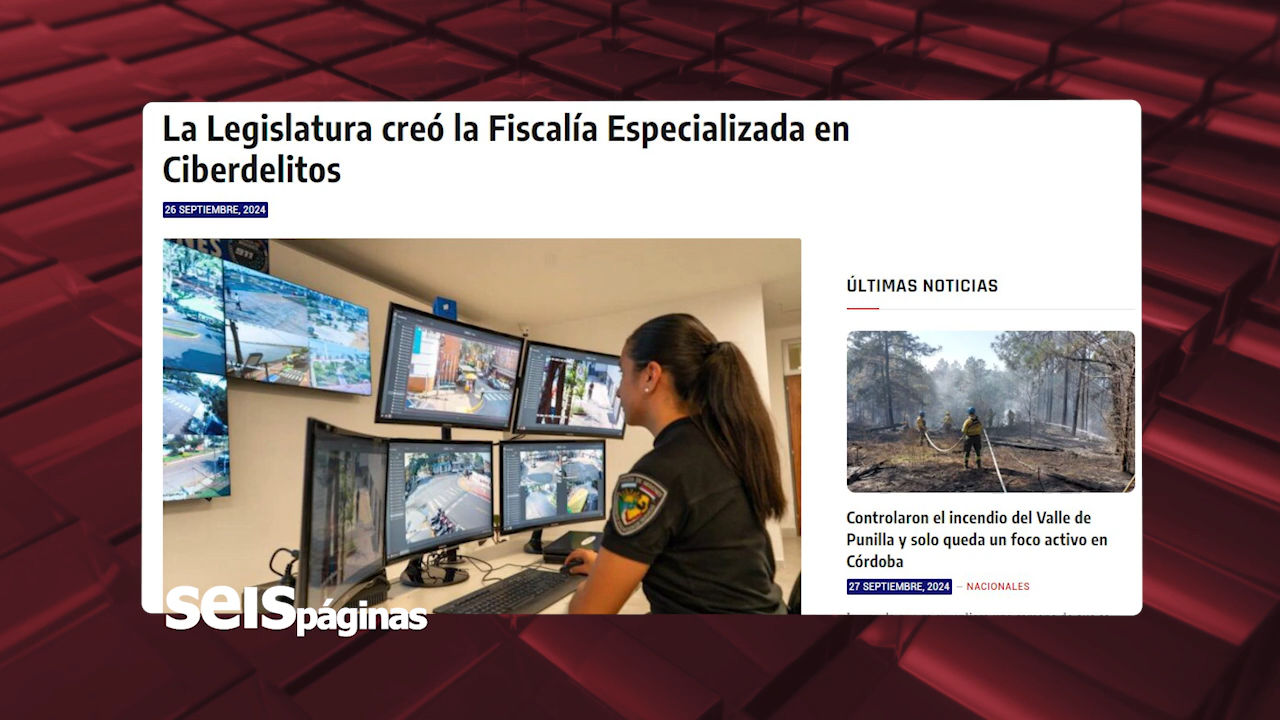 La Legislatura creó la Fiscalía Especializada en
Ciberdelitos
26 SEPTIEMBRE, 2024
911
ÚLTIMAS NOTICIAS
Controlaron el incendio del Valle de
Punilla y solo queda un foco activo en
Córdoba
27 SEPTIEMBRE, 2024 – NACIONALES
seis páginas